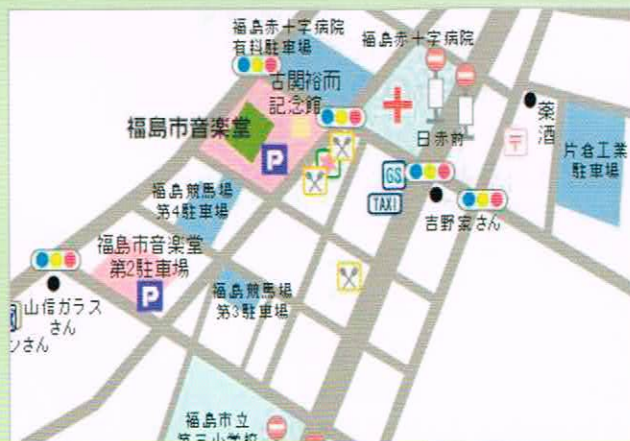 福島赤十字病院
有料駐車場
福島赤十字病院
古関裕而
記念館
福島市音楽堂
P
日赤前
〒
薬
酒
片倉工業
駐車場
GS
TAXI
吉野家さん
福島競馬場
第4駐車場
福島市音楽堂
第2駐車場
P
福島競馬場
第3駐車場
山信ガラス
さん
ンさん
福島市立
第三小学校